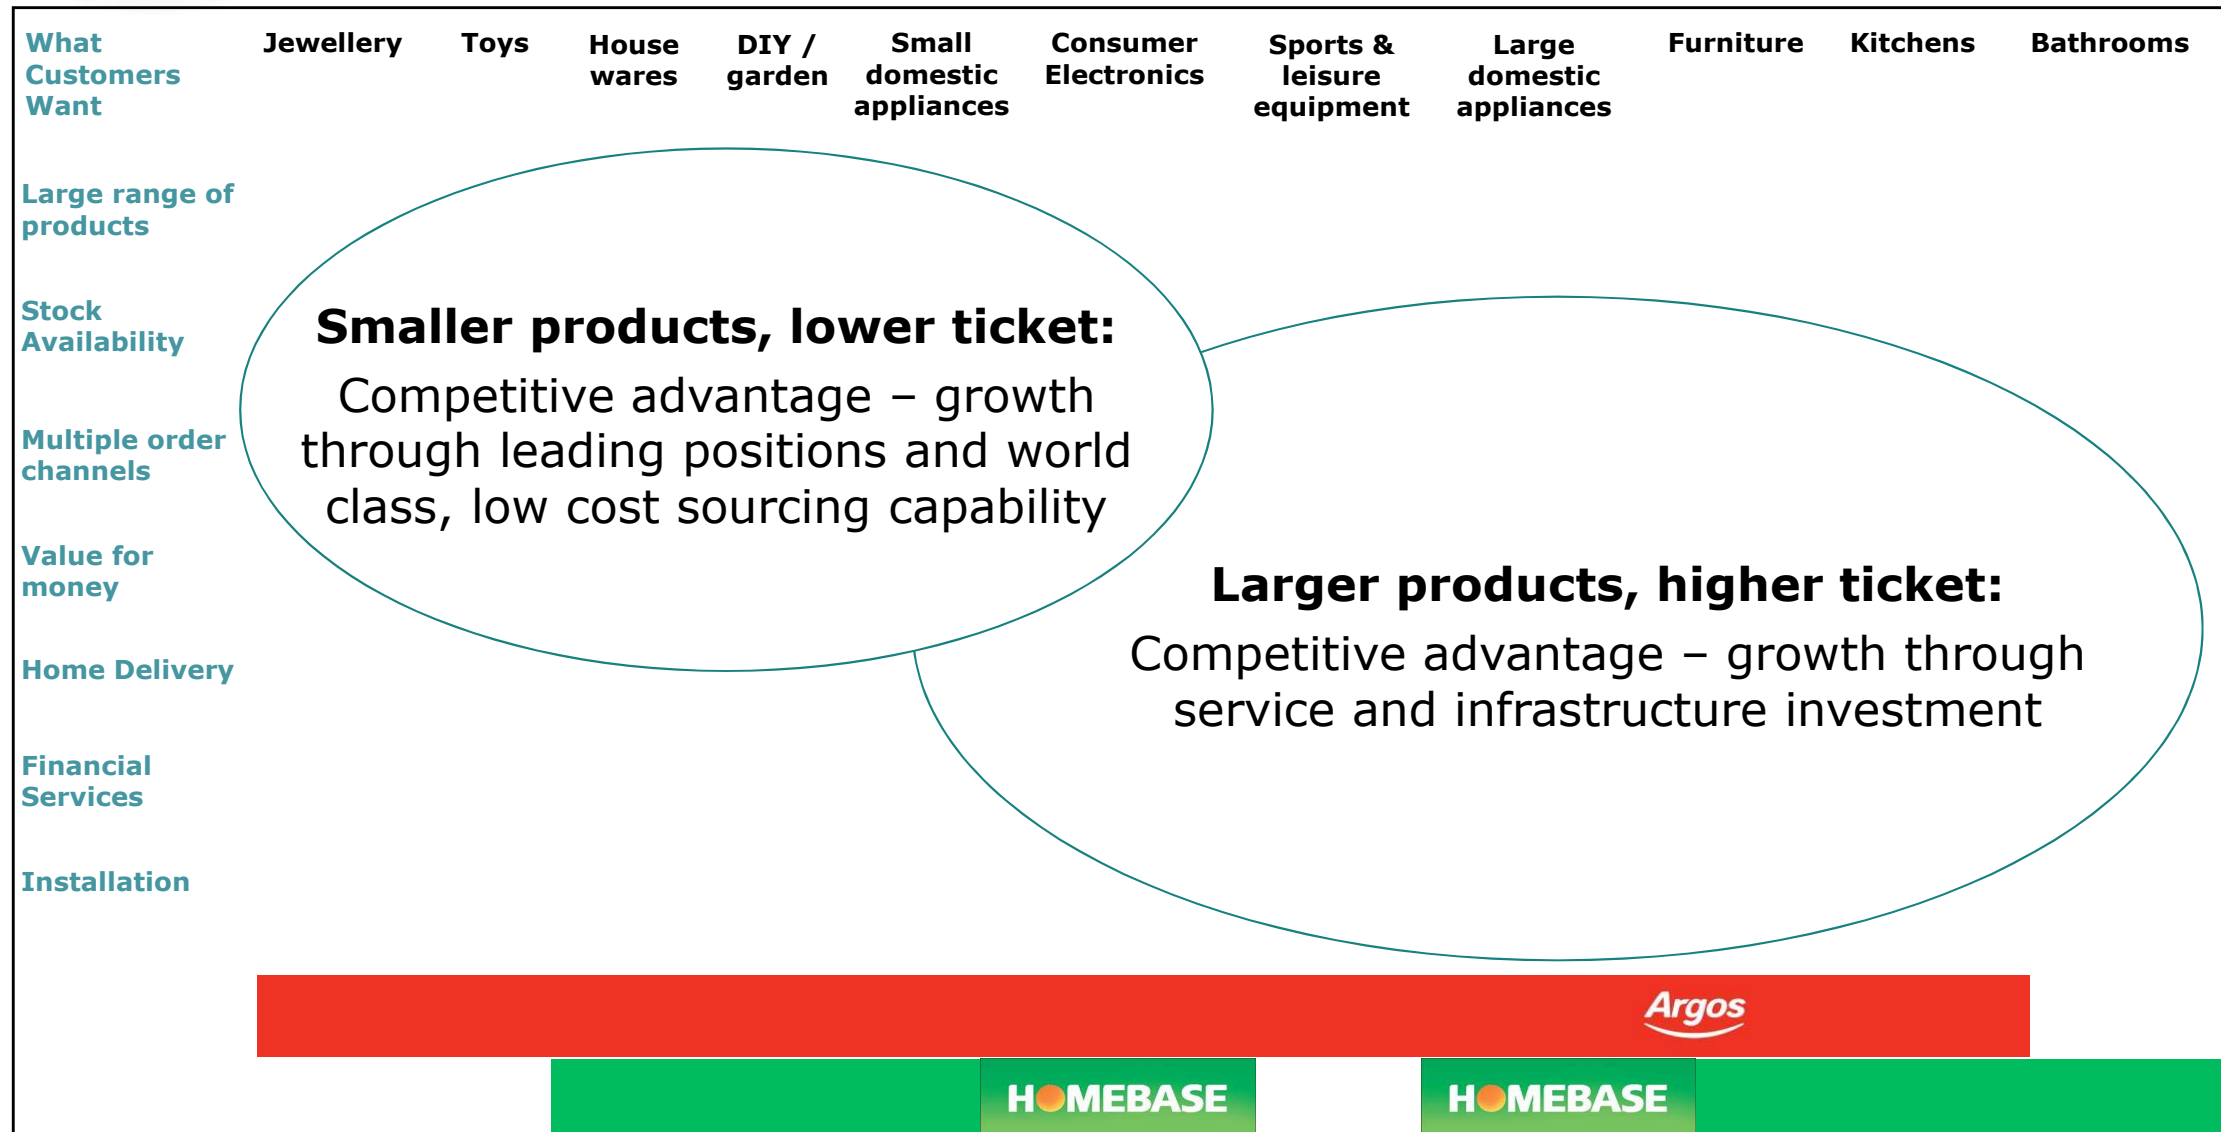 What
Customers
Want
Jewellery
Toys
House
wares
DIY /
garden
Small
domestic
appliances
Consumer
Electronics
Sports &
leisure
equipment
Large
domestic
appliances
Furniture
Kitchens
Bathrooms
Large range of
products
Stock
Availability
Multiple order
channels
Value for
money
Home Delivery
Financial
Services
Installation
Smaller products, lower ticket:
Competitive advantage – growth
through leading positions and world
class, low cost sourcing capability
Larger products, higher ticket:
Competitive advantage – growth through
service and infrastructure investment
Argos
HOMEBASE
HOMEBASE